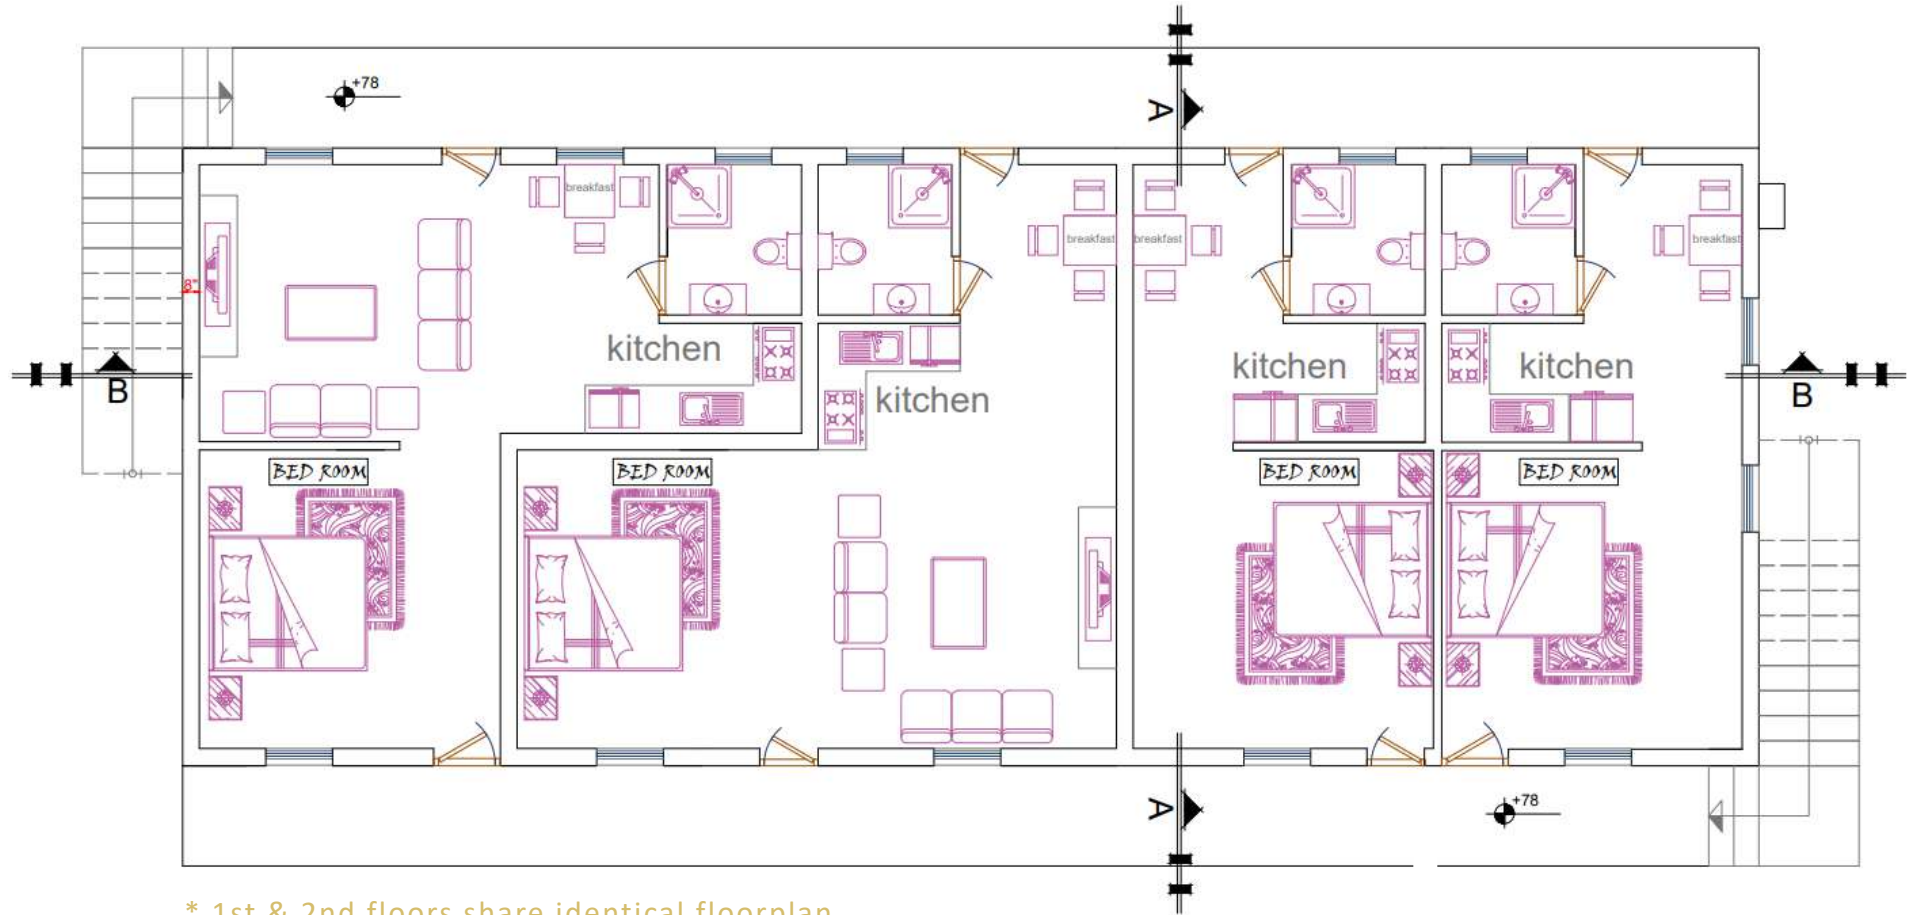 +78
A
breakfast
breakfast
breakfast
breakfast
8"
kitchen
kitchen
kitchen
kitchen
B
B
BED ROOM
BED ROOM
BED ROOM
BED ROOM
A
+78
* 1st & 2nd floors share identical floorplan